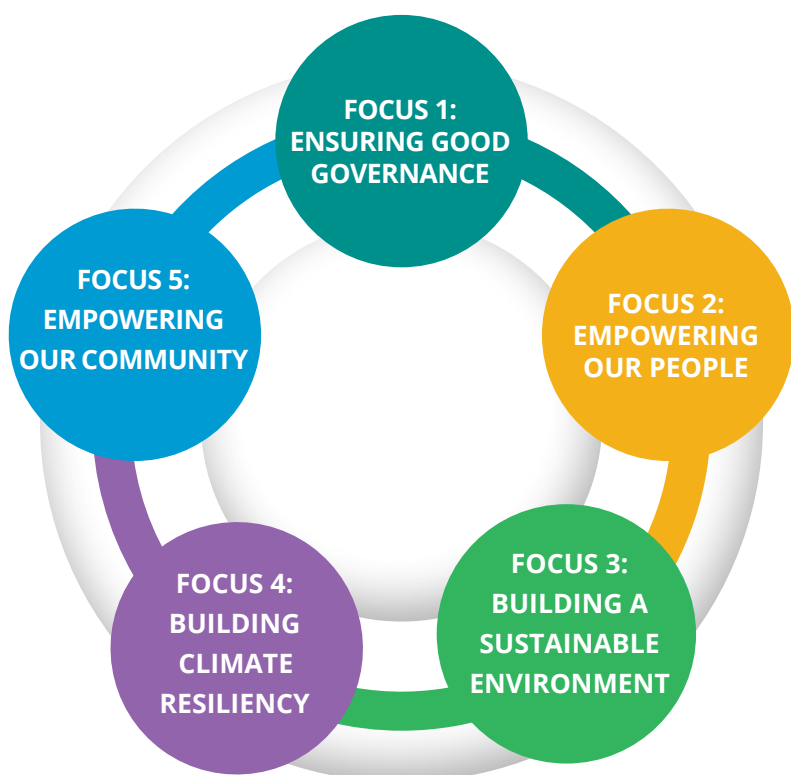 FOCUS 1:
ENSURING GOOD
GOVERNANCE
FOCUS 2:
EMPOWERING
OUR PEOPLE
FOCUS 3:
BUILDING A
SUSTAINABLE
ENVIRONMENT
FOCUS 4:
BUILDING
CLIMATE
RESILIENCY
FOCUS 5:
EMPOWERING
OUR COMMUNITY